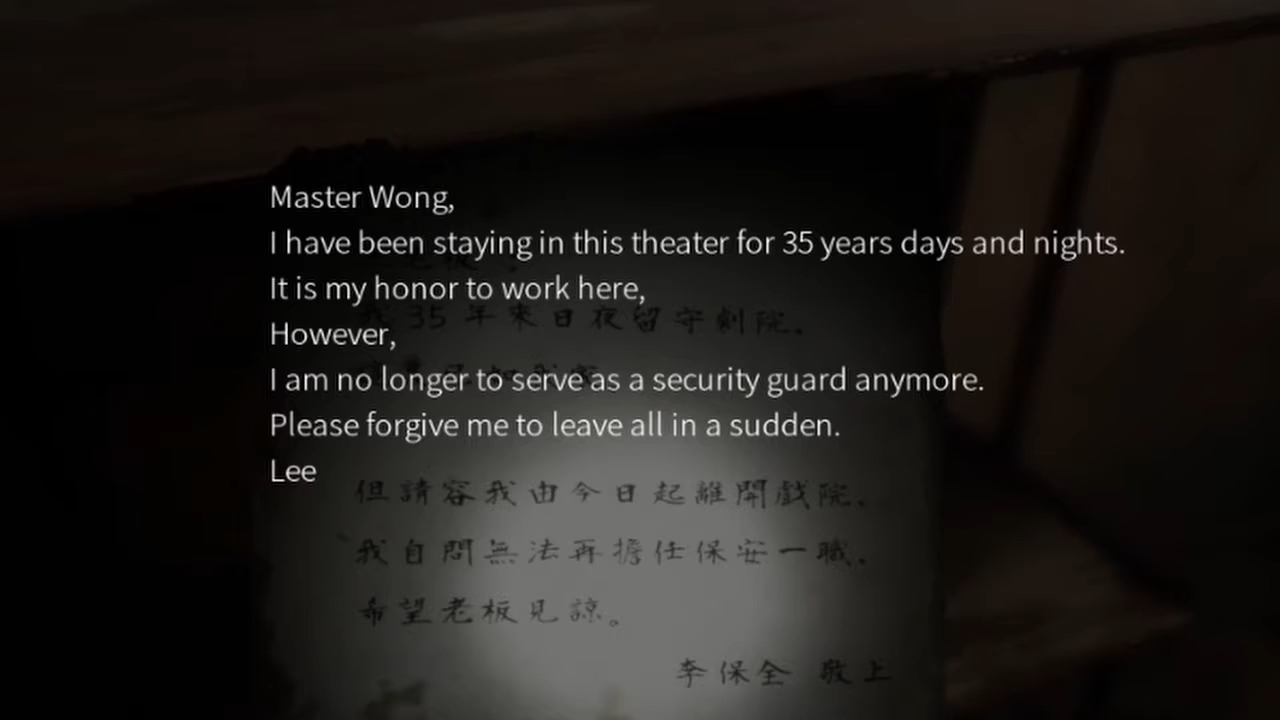 Master Wong,
I have been staying in this theater for 35 years days and nights.
It is my honor to work here,
However,
I am no longer to serve as a security guard anymore.
Please forgive me to leave all in a sudden.
Lee
35年來日夜留守劇院.
但請容我由今日起離開戲院.
我自問無法再擔任保安一職.
希望老板見諒。
李保全 敬上